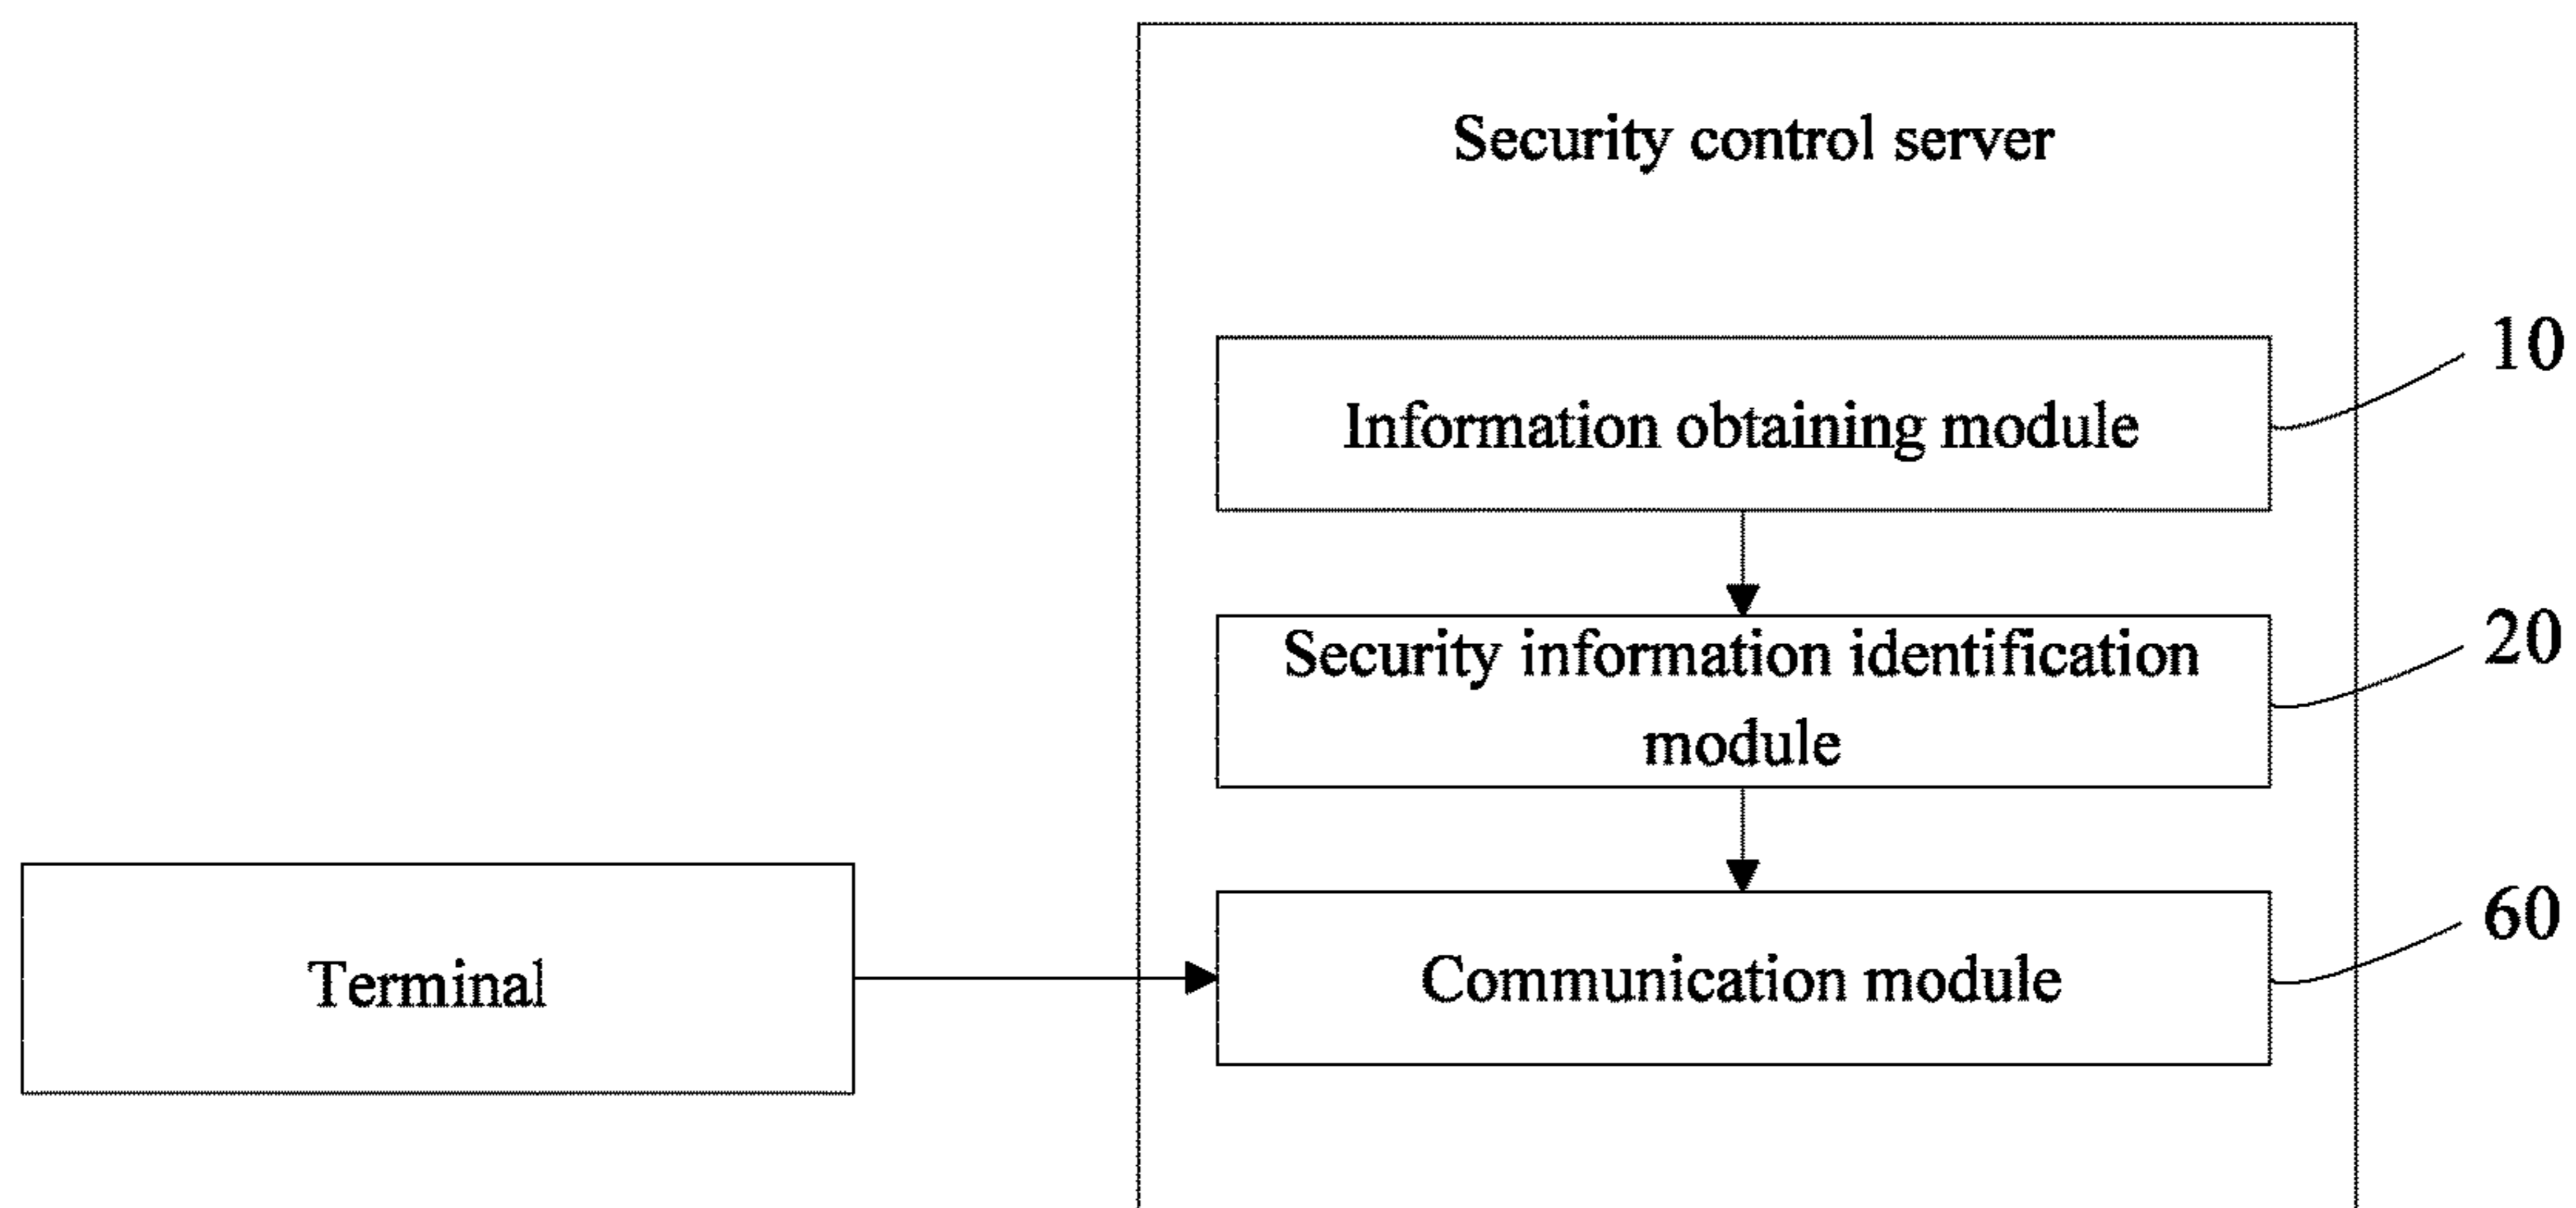 Security control server
Information obtaining module
10
Security information identification
module
20
Terminal
Communication module
60